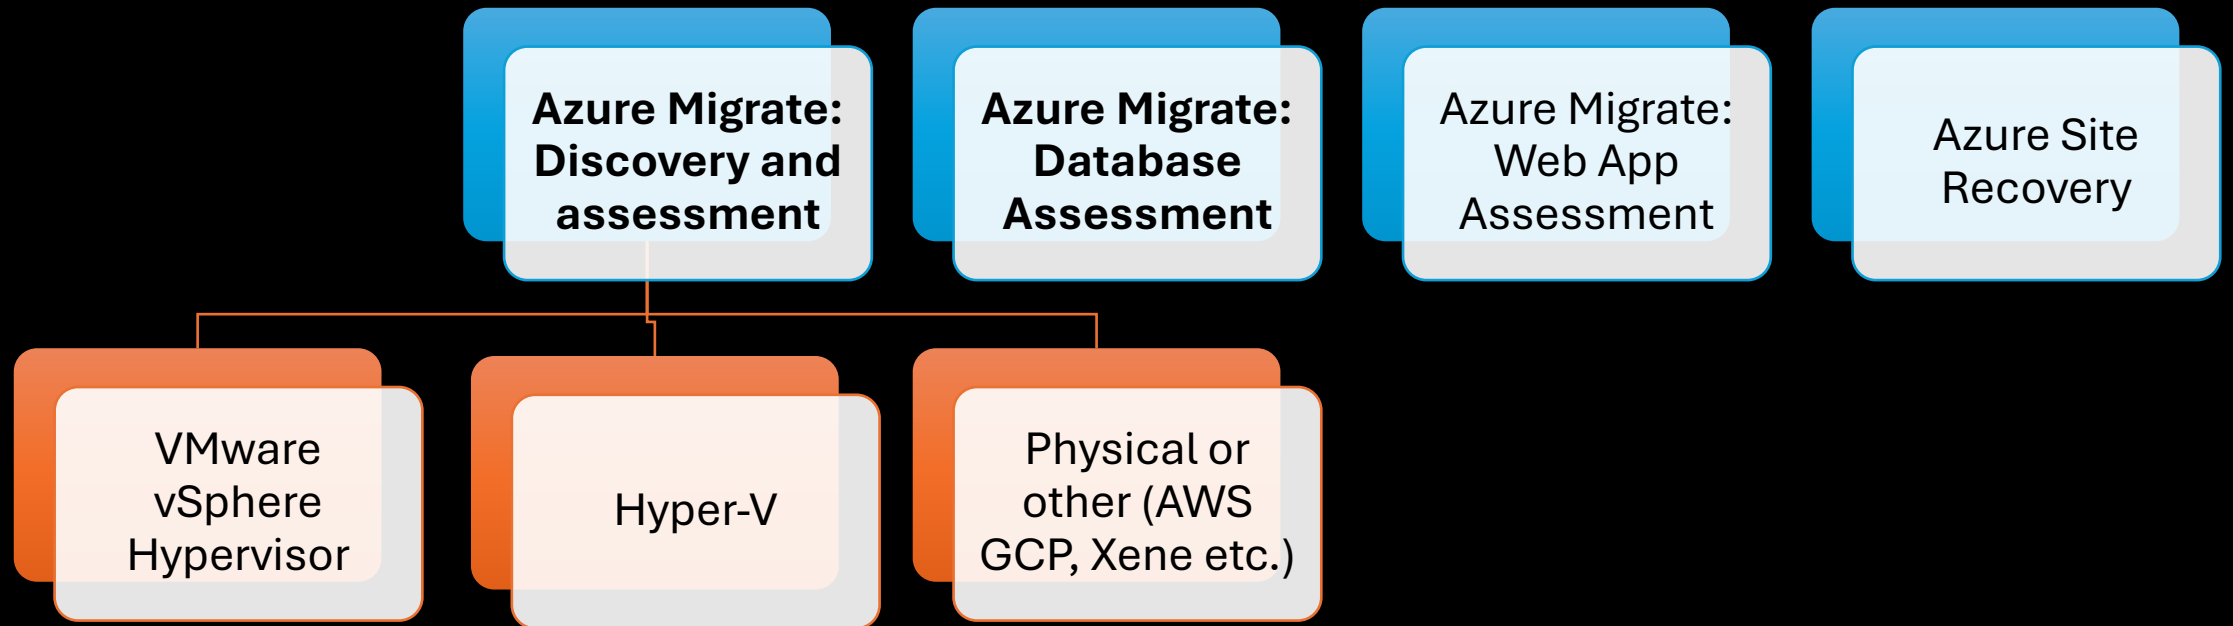 Azure Migrate:
Discovery and
assessment
Azure Migrate:
Database
Assessment
Azure Migrate:
Web App
Assessment
Azure Site
Recovery
VMware
vSphere
Hypervisor
Hyper-V
Physical or
other (AWS
GCP, Xene etc.)